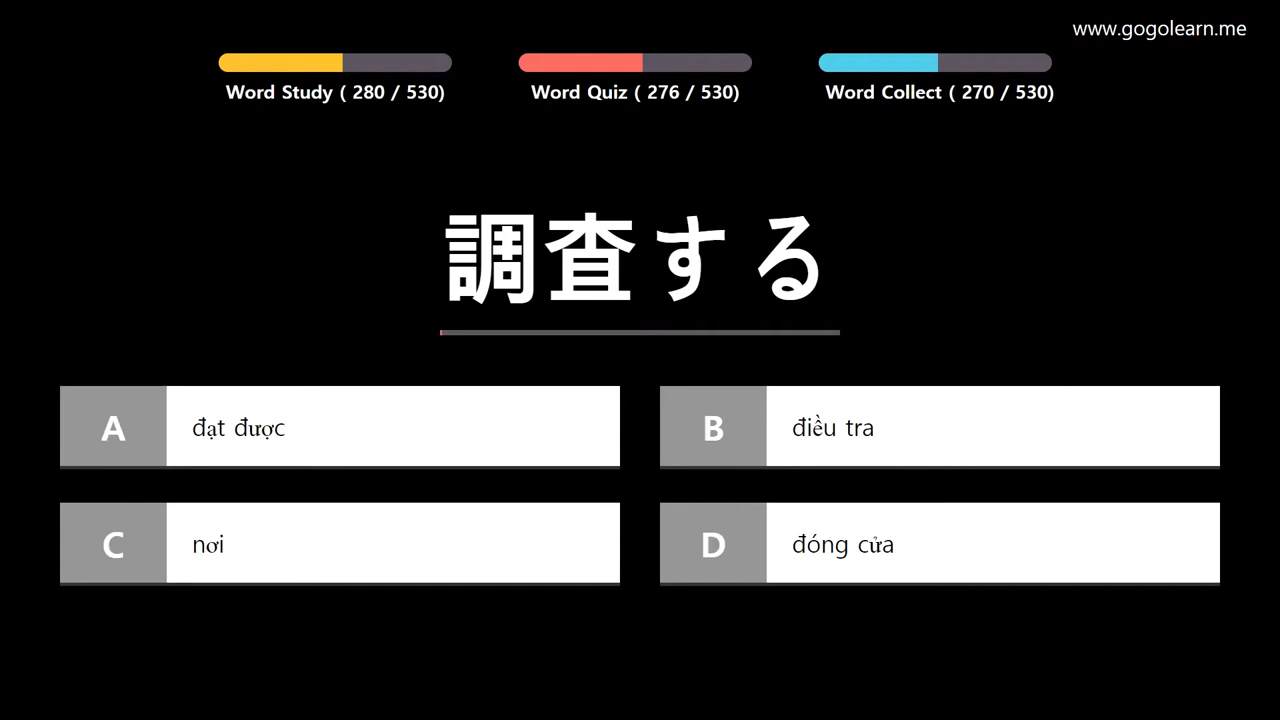 www.gogolearn.me
Word Study ( 280 / 530)
Word Quiz ( 276 / 530)
Word Collect ( 270 / 530)
調査する
A
đạt được
B
điều tra
C
nơi
D
đóng cửa